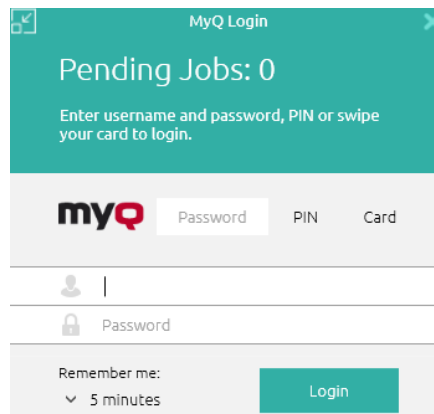 MyQ Login
Pending Jobs: 0
Enter username and password, PIN or swipe
your card to login.
myQ Password PIN Card
Password
Remember me:
5 minutes
Login